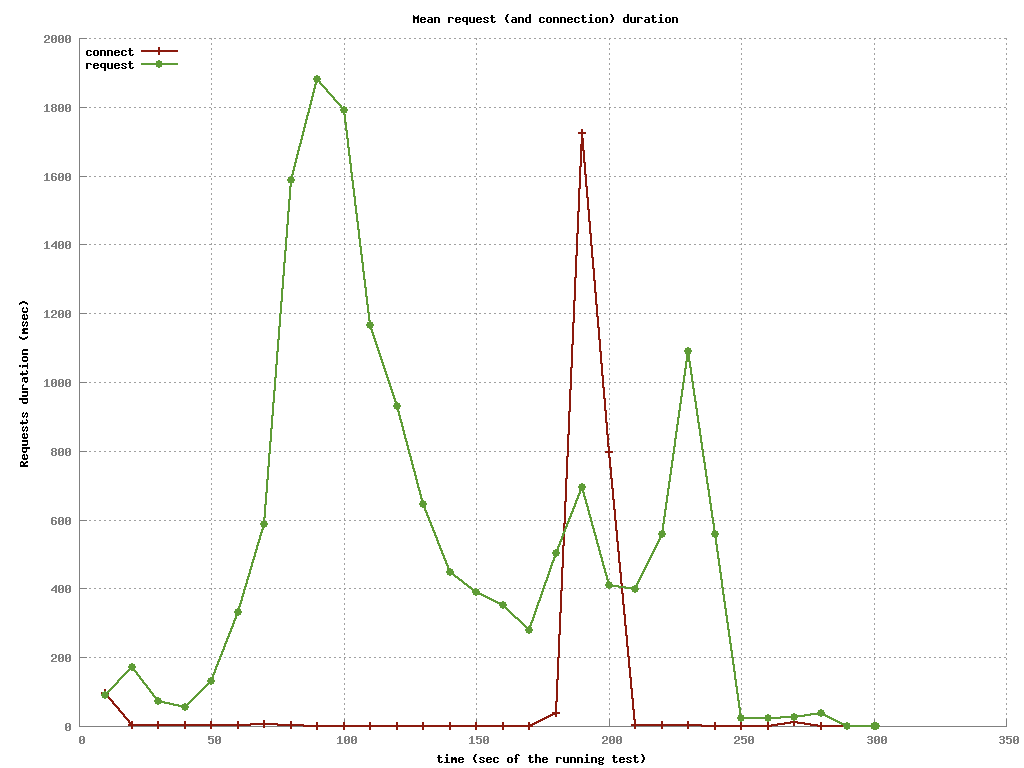 Mean request (and connection) duration
2000
connect
request
1800
1600
1400
1200
1000
800
600
400
200
0
Requests duration (msec)
0 50 100 150 200 250 300 350
time (sec of the running test)